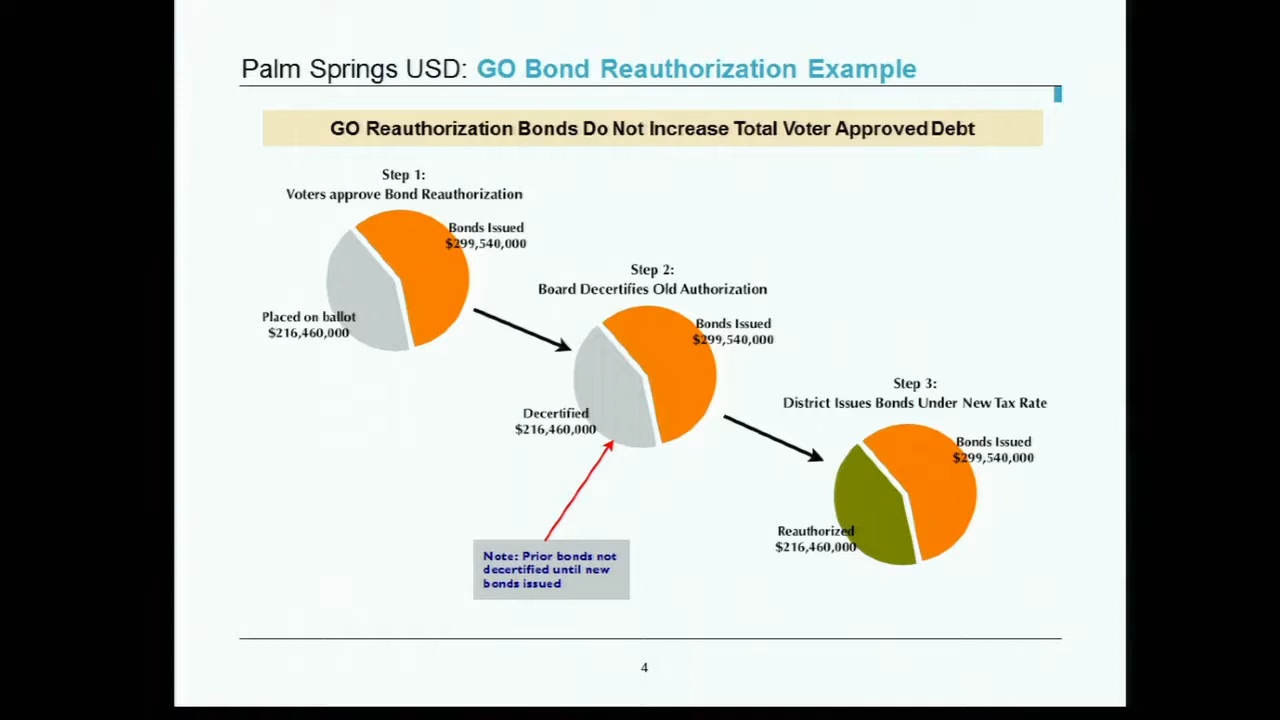 Palm Springs USD: GO Bond Reauthorization Example
GO Reauthorization Bonds Do Not Increase Total Voter Approved Debt
Step 1:
Voters approve Bond Reauthorization
Bonds Issued
$299,540,000
Placed on ballot
$216,460,000
Step 2:
Board Decertifies Old Authorization
Bonds Issued
$299,540,000
Decertified
$216,460,000
Step 3:
District Issues Bonds Under New Tax Rate
Bonds Issued
$299,540,000
Reauthorized
$216,460,000
Note: Prior bonds not
decertified until new
bonds issued
4